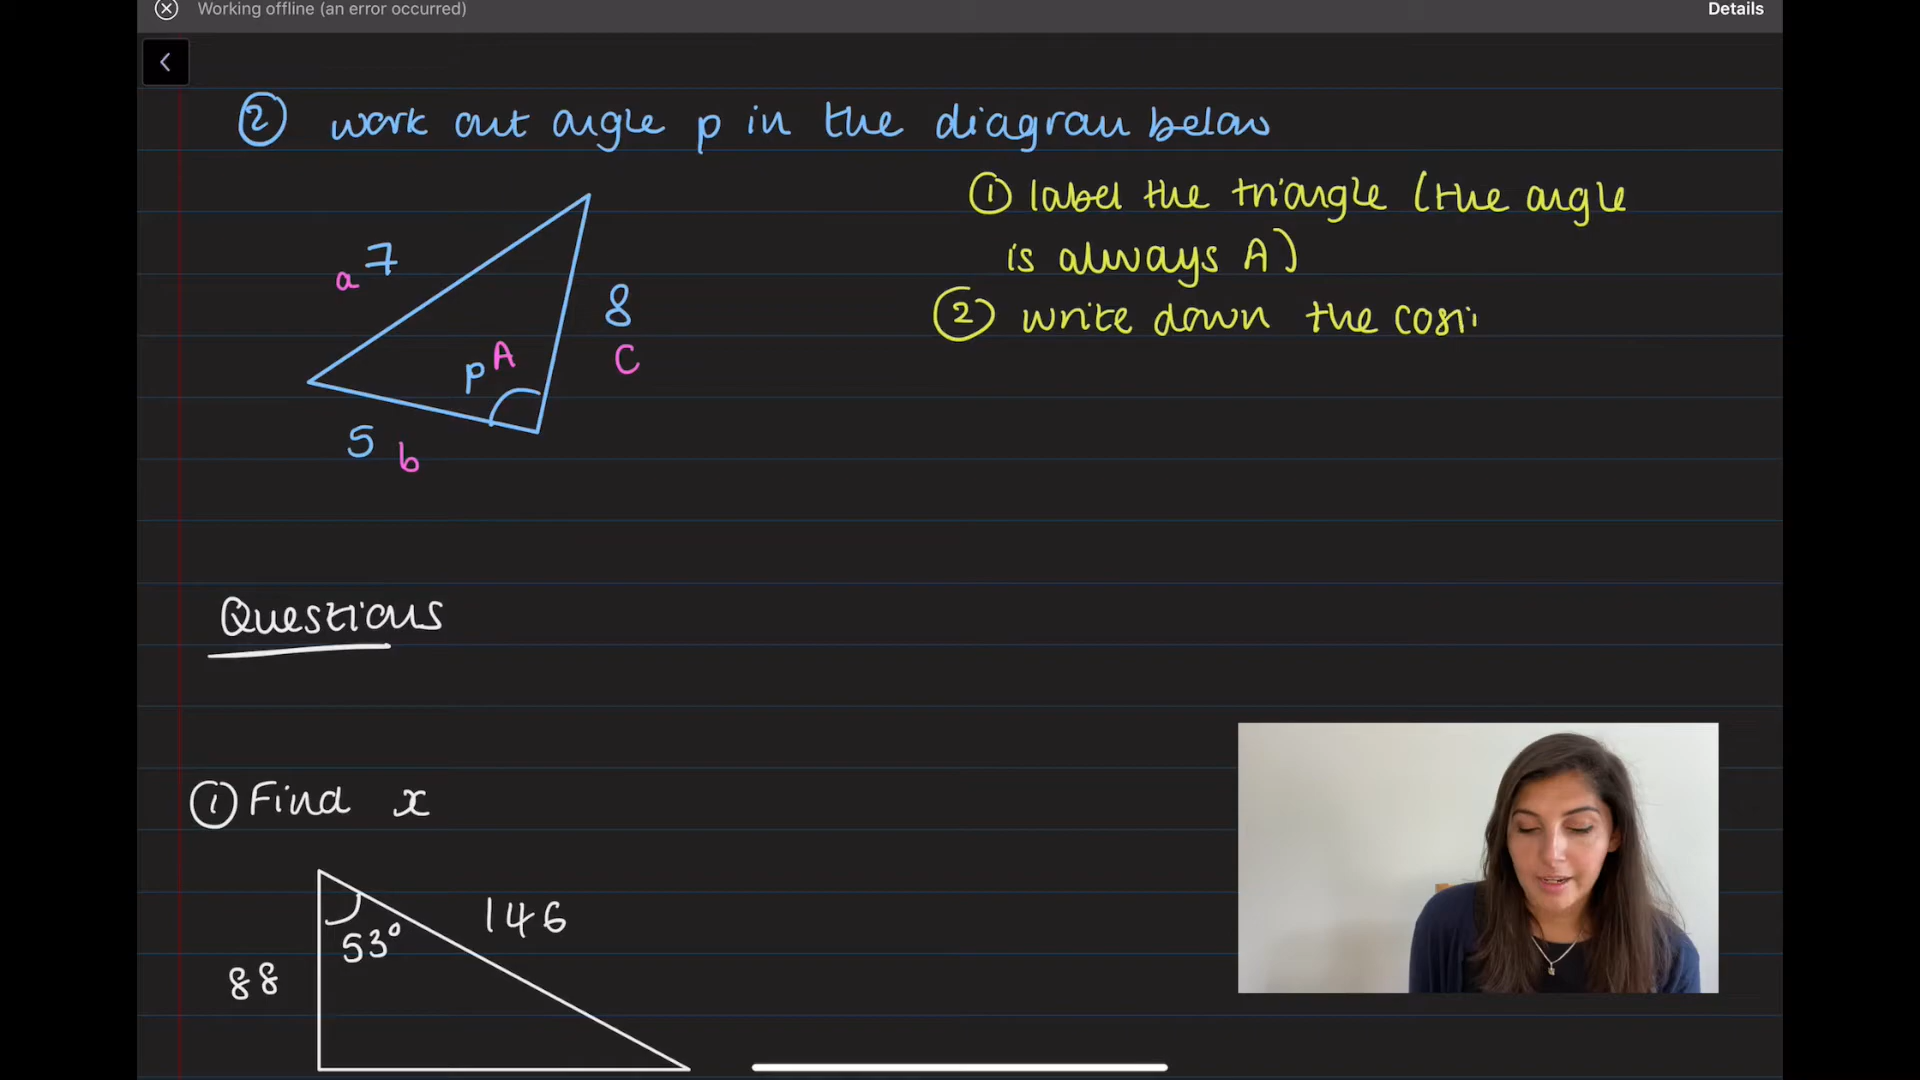 Working offline (an error occurred)
Details
② work out angle p in the diagram below
① label the triangle (the angle
is always A)
② write down the cosi
a 7
8
C
p A
5 b
Questions
① Find x
146
53°
88